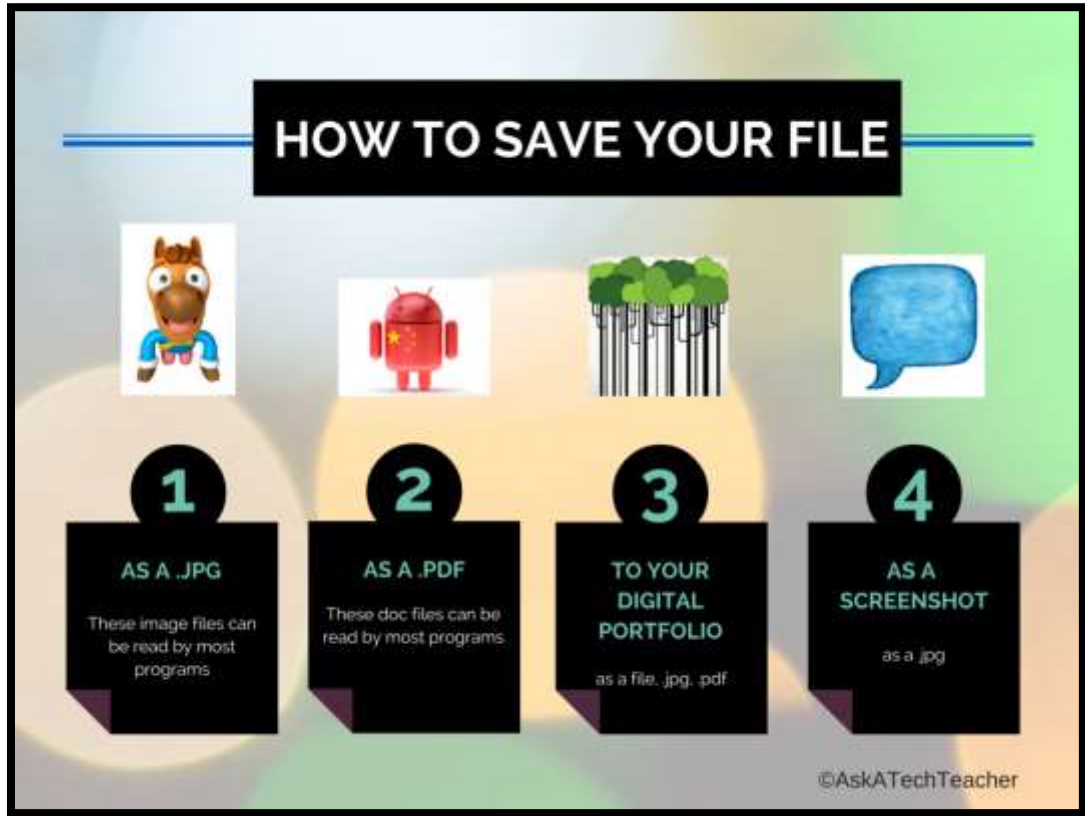 HOW TO SAVE YOUR FILE
1
AS A .JPG
These image files can
be read by most
programs
2
AS A .PDF
These doc files can be
read by most programs
3
TO YOUR
DIGITAL
PORTFOLIO
as a file, .jpg, .pdf
4
AS A
SCREENSHOT
as a .jpg
©AskATechTeacher